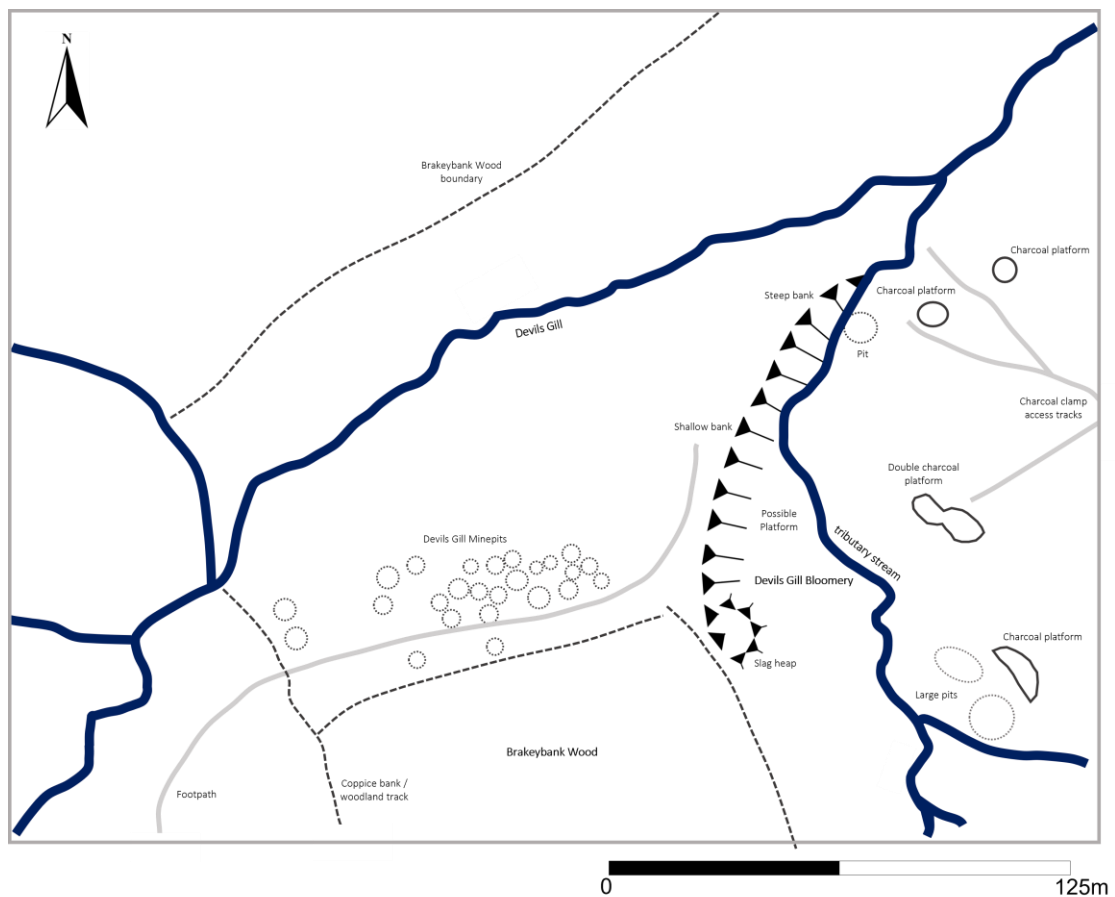 N
Brakeybank Wood
boundary
Charcoal platform
Charcoal platform
Steep bank
Devils Gill
Pit
Charcoal clamp
access tracks
Shallow bank
Double charcoal
platform
Possible
Platform
Devils Gill Minepits
tributary stream
Devils Gill Bloomery
Charcoal platform
Slag heap
Large pits
Brakeybank Wood
Coppice bank /
woodland track
Footpath
0
125m